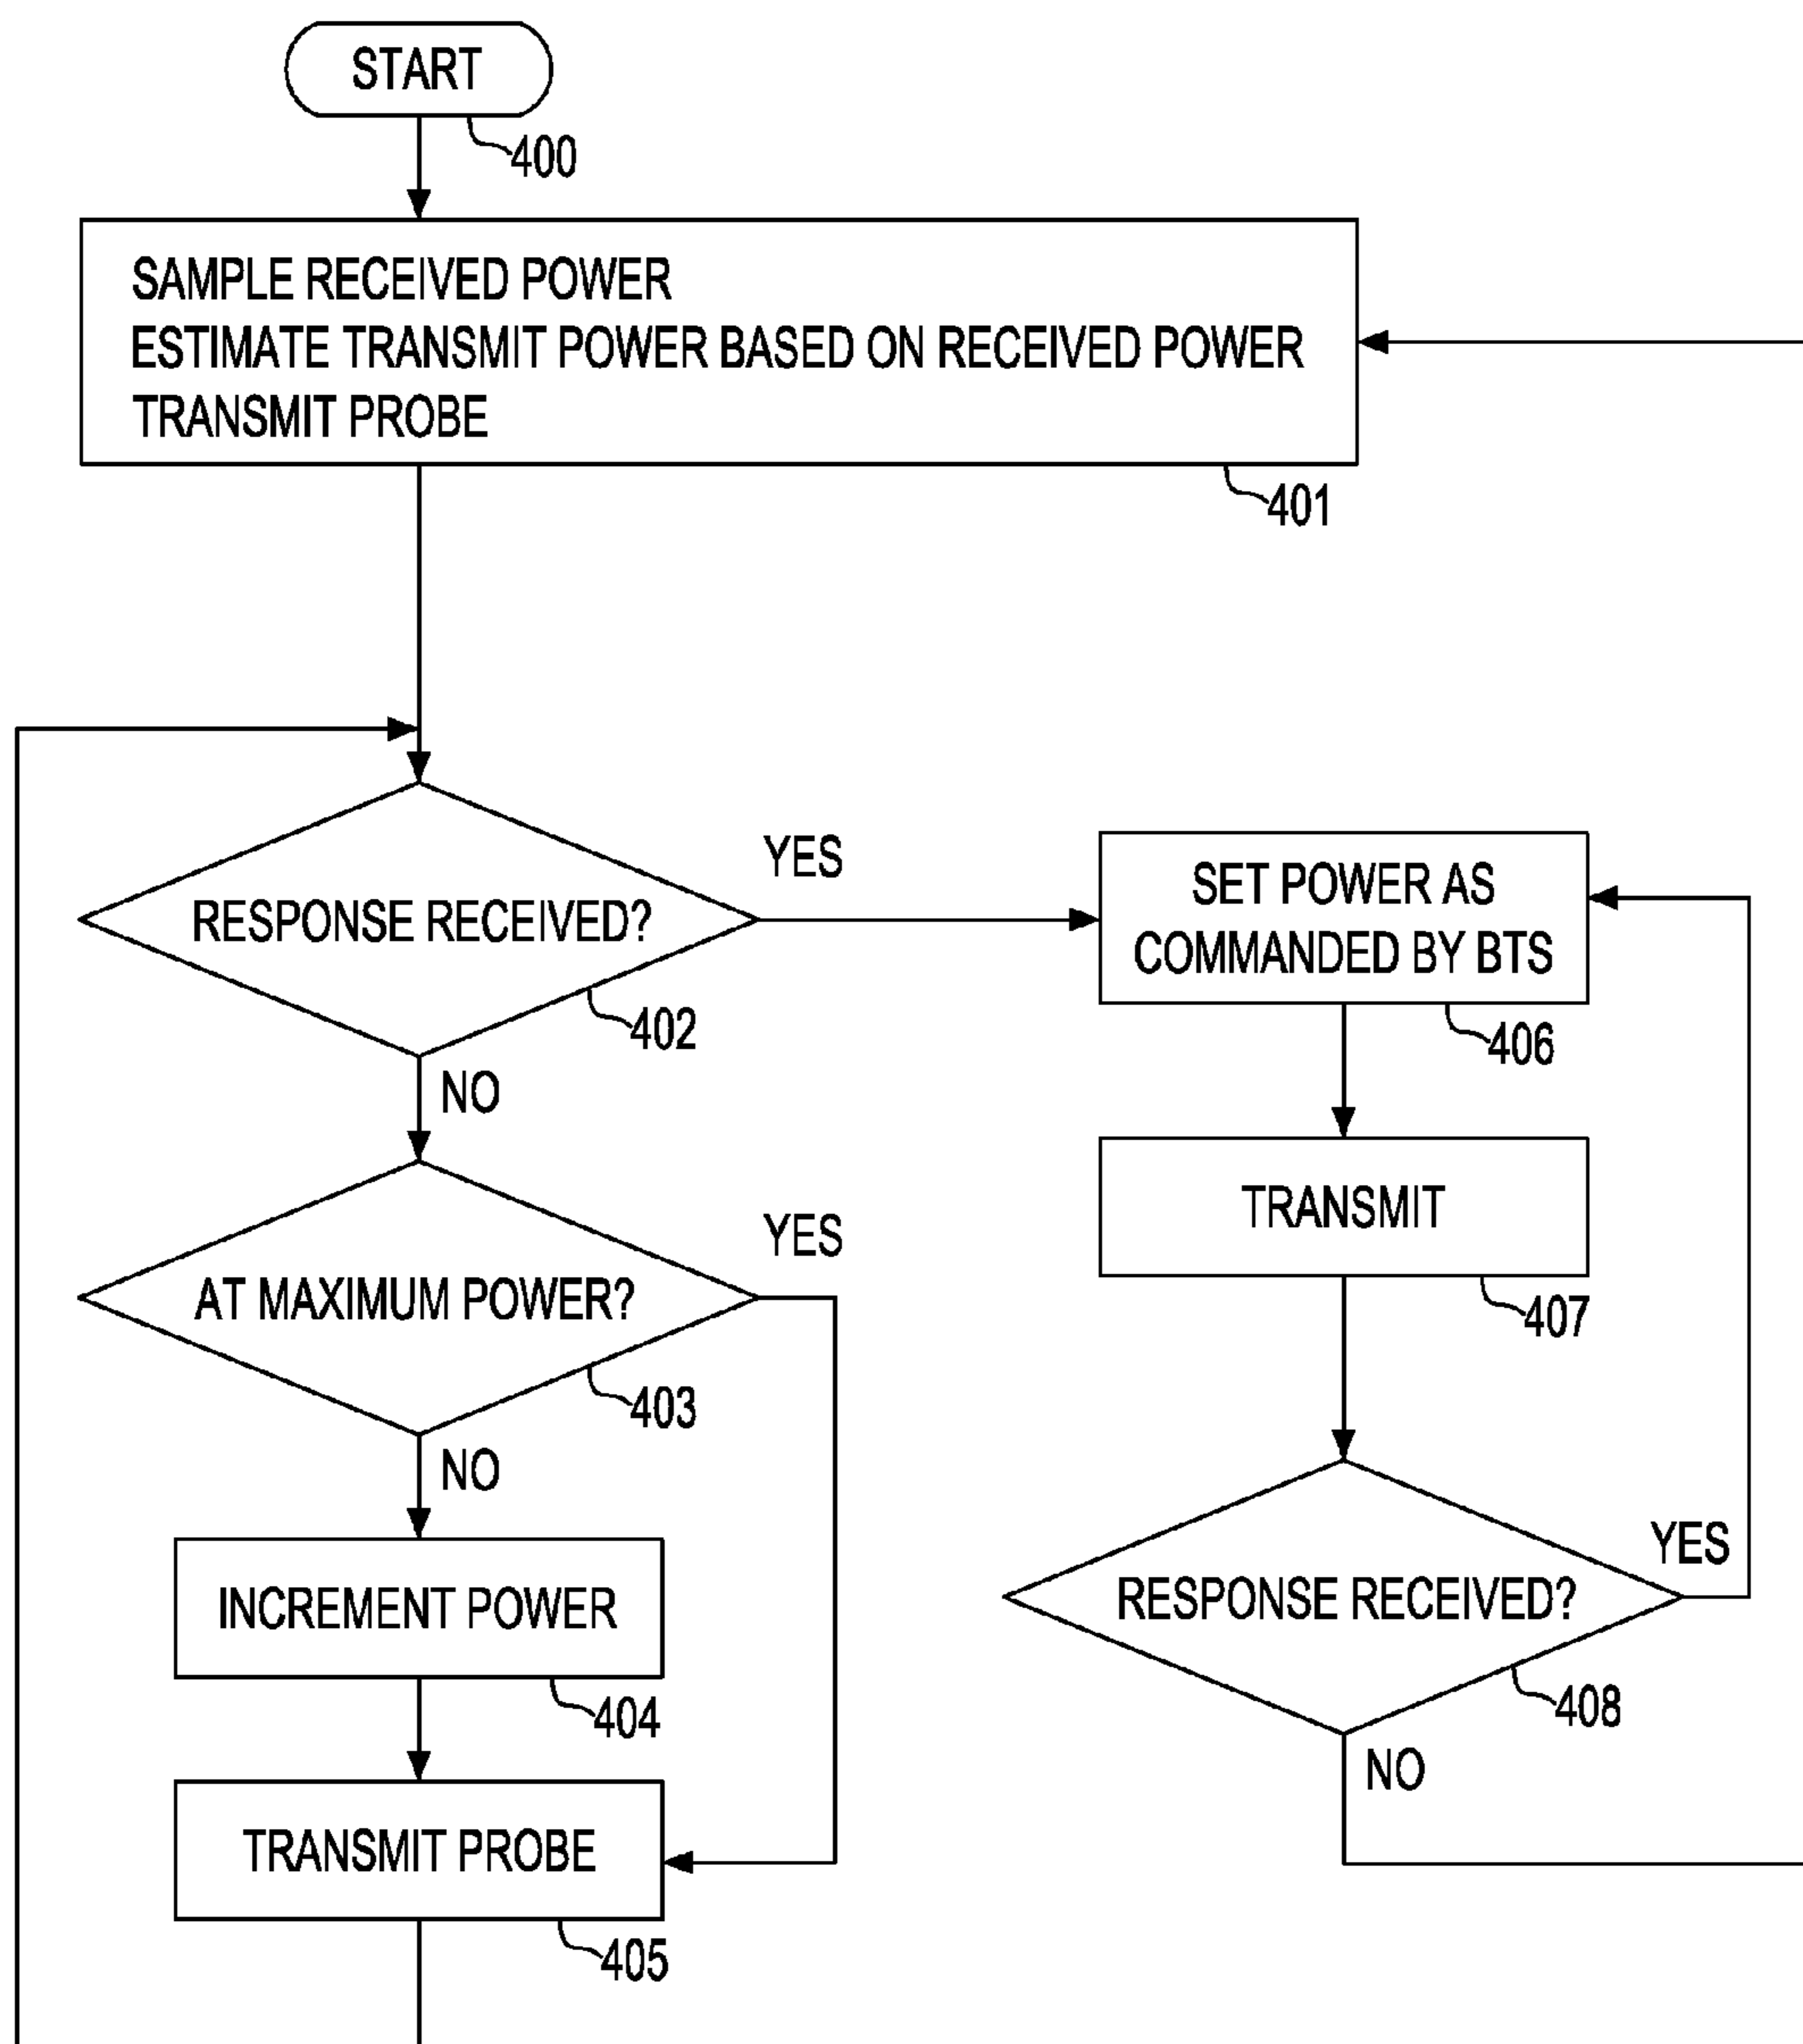 START
400
SAMPLE RECEIVED POWER
ESTIMATE TRANSMIT POWER BASED ON RECEIVED POWER
TRANSMIT PROBE
401
RESPONSE RECEIVED?
YES
402
NO
AT MAXIMUM POWER?
YES
403
NO
INCREMENT POWER
404
TRANSMIT PROBE
405
SET POWER AS
COMMANDED BY BTS
406
TRANSMIT
407
RESPONSE RECEIVED?
YES
408
NO